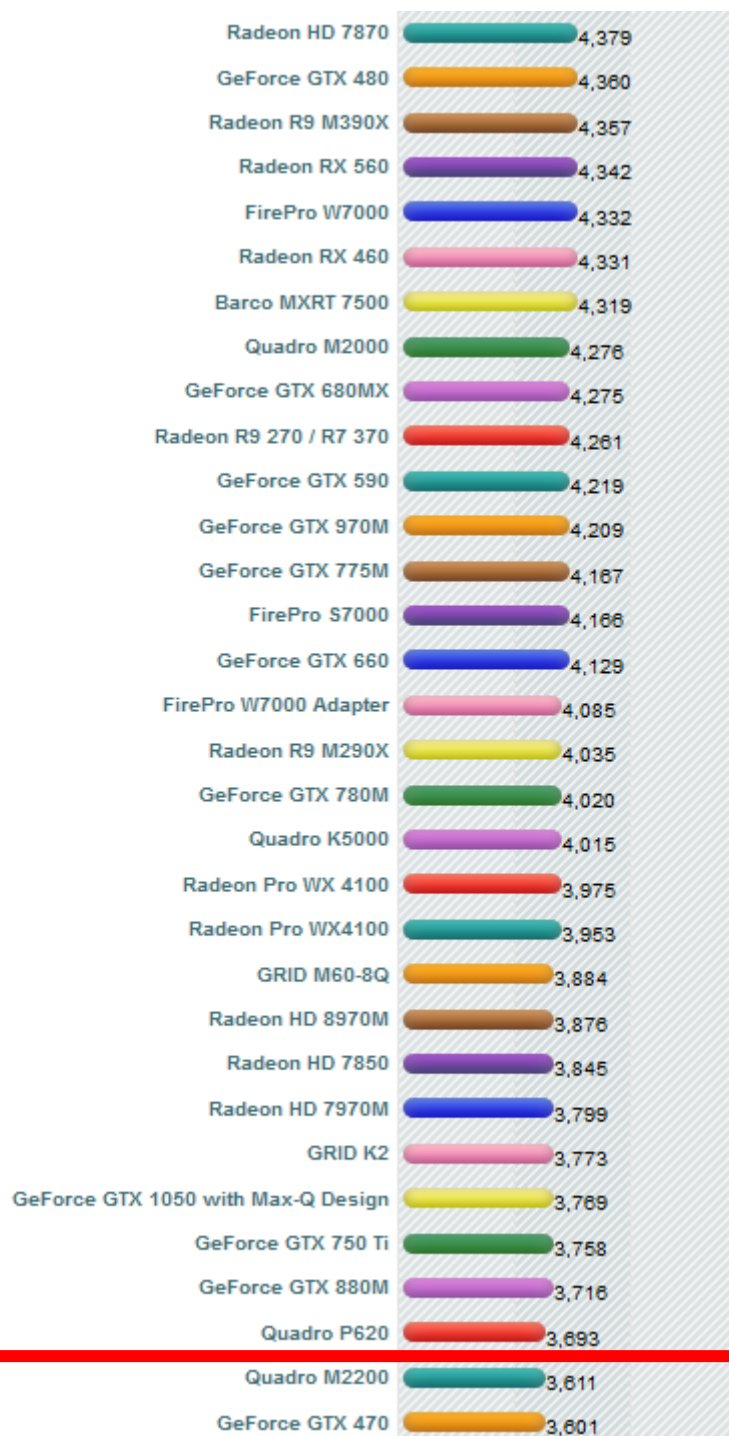 Radeon HD 7870 4,379
GeForce GTX 480 4,360
Radeon R9 M390X 4,357
Radeon RX 560 4,342
FirePro W7000 4,332
Radeon RX 460 4,331
Barco MXRT 7500 4,319
Quadro M2000 4,276
GeForce GTX 680MX 4,275
Radeon R9 270 / R7 370 4,261
GeForce GTX 590 4,219
GeForce GTX 970M 4,209
GeForce GTX 775M 4,167
FirePro S7000 4,166
GeForce GTX 660 4,129
FirePro W7000 Adapter 4,085
Radeon R9 M290X 4,035
GeForce GTX 780M 4,020
Quadro K5000 4,015
Radeon Pro WX 4100 3,975
Radeon Pro WX4100 3,953
GRID M60-8Q 3,884
Radeon HD 8970M 3,876
Radeon HD 7850 3,845
Radeon HD 7970M 3,799
GRID K2 3,773
GeForce GTX 1050 with Max-Q Design 3,769
GeForce GTX 750 Ti 3,758
GeForce GTX 880M 3,716
Quadro P620 3,693
Quadro M2200 3,611
GeForce GTX 470 3,601